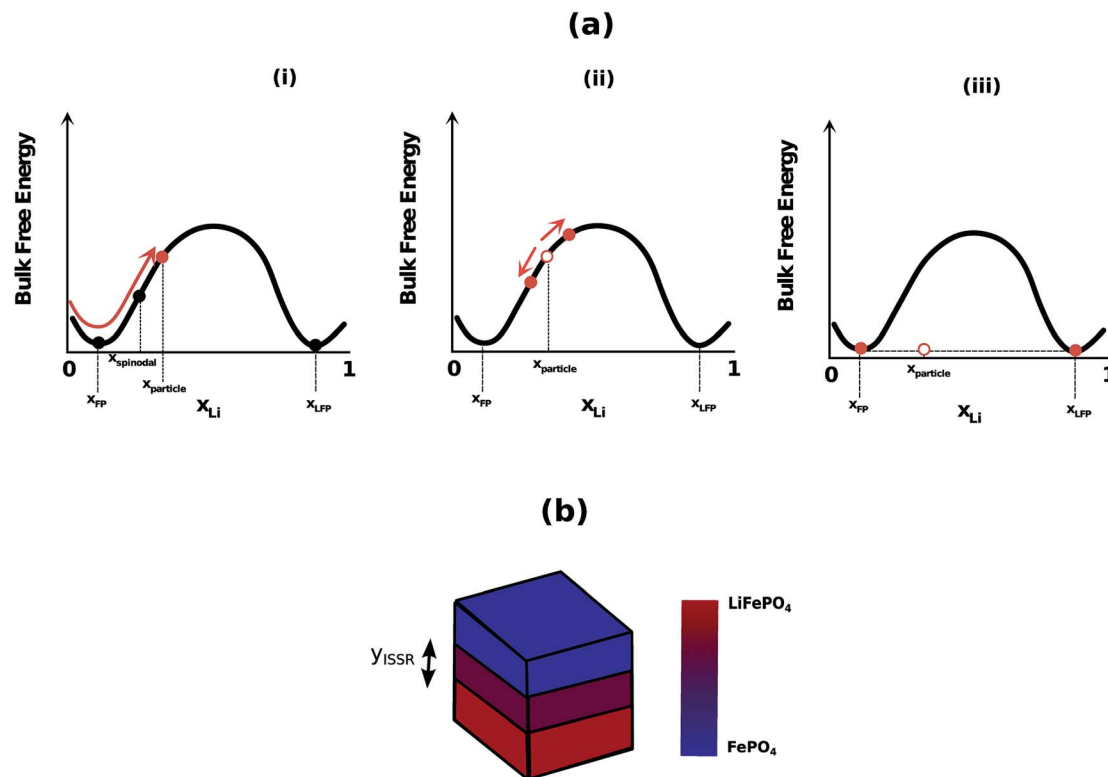 (a)
(i)
(ii)
(iii)
Bulk Free Energy
Bulk Free Energy
Bulk Free Energy
0
xspinodal
1
xparticle
xFP
xLi
xLFP
0
xparticle
1
xFP
xLi
xLFP
0
xparticle
1
xFP
xLi
xLFP
(b)
LiFePO4
yISSR
FePO4